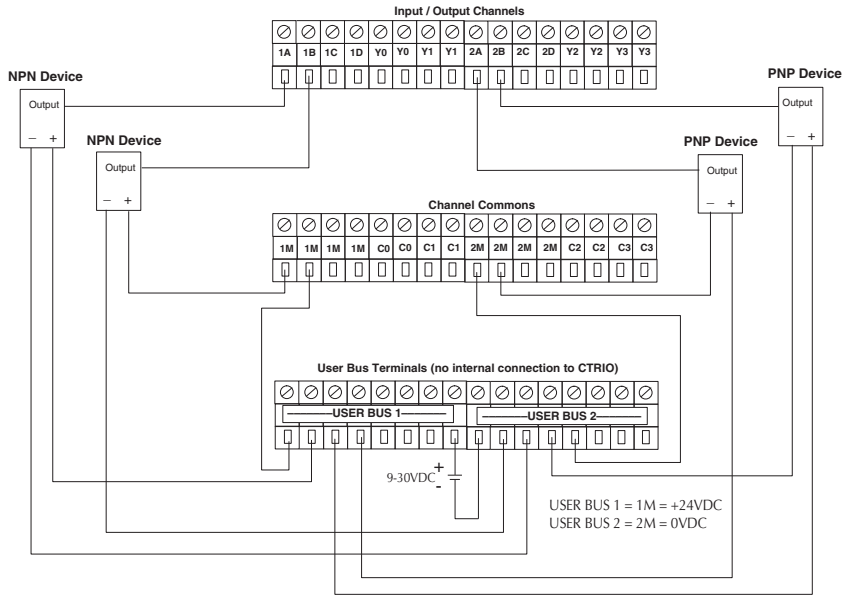 Input / Output Channels
1A 1B 1C 1D Y0 Y0 Y1 Y1 2A 2B 2C 2D Y2 Y2 Y3 Y3
NPN Device
PNP Device
Output
Output
– +
– +
NPN Device
PNP Device
Output
Output
– +
– +
Channel Commons
1M 1M 1M 1M C0 C0 C1 C1 2M 2M 2M 2M C2 C2 C3 C3
User Bus Terminals (no internal connection to CTRIO)
USER BUS 1
USER BUS 2
9-30VDC
+
-
USER BUS 1 = 1M = +24VDC
USER BUS 2 = 2M = 0VDC